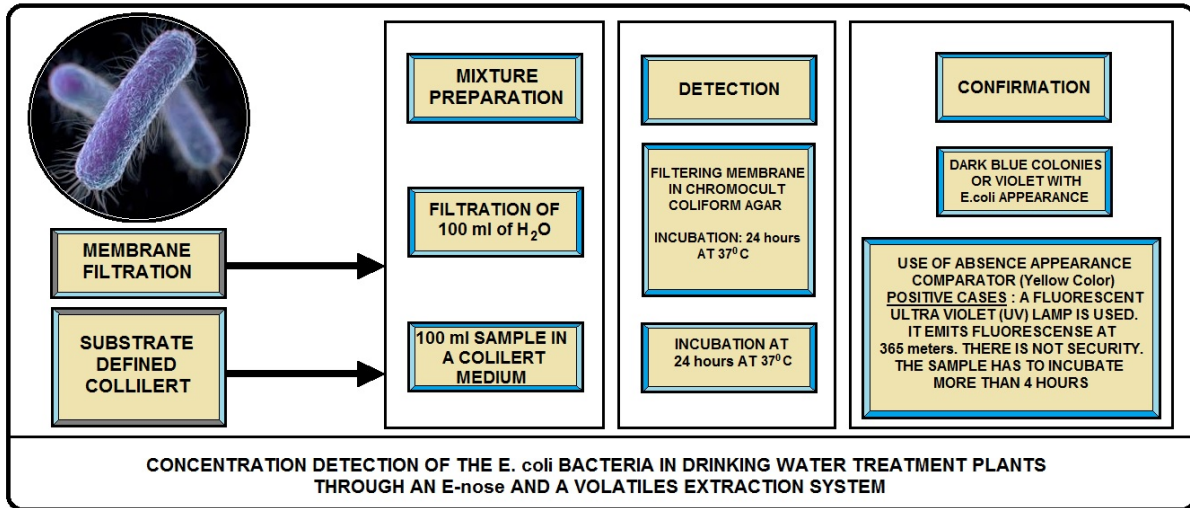 MEMBRANE
FILTRATION
SUBSTRATE
DEFINED
COLLILERT
MIXTURE
PREPARATION
FILTRATION OF
100 ml of H₂O
100 ml SAMPLE IN
A COLILERT
MEDIUM
DETECTION
FILTERING MEMBRANE
IN CHROMOCULT
COLIFORM AGAR
INCUBATION: 24 hours
AT 37⁰ C
INCUBATION AT
24 hours AT 37⁰ C
CONFIRMATION
DARK BLUE COLONIES
OR VIOLET WITH
E.coli APPEARANCE
USE OF ABSENCE APPEARANCE
COMPARATOR (Yellow Color)
POSITIVE CASES : A FLUORESCENT
ULTRA VIOLET (UV) LAMP IS USED.
IT EMITS FLUORESCENSE AT
365 meters. THERE IS NOT SECURITY.
THE SAMPLE HAS TO INCUBATE
MORE THAN 4 HOURS
CONCENTRATION DETECTION OF THE E. coli BACTERIA IN DRINKING WATER TREATMENT PLANTS
THROUGH AN E-nose AND A VOLATILES EXTRACTION SYSTEM